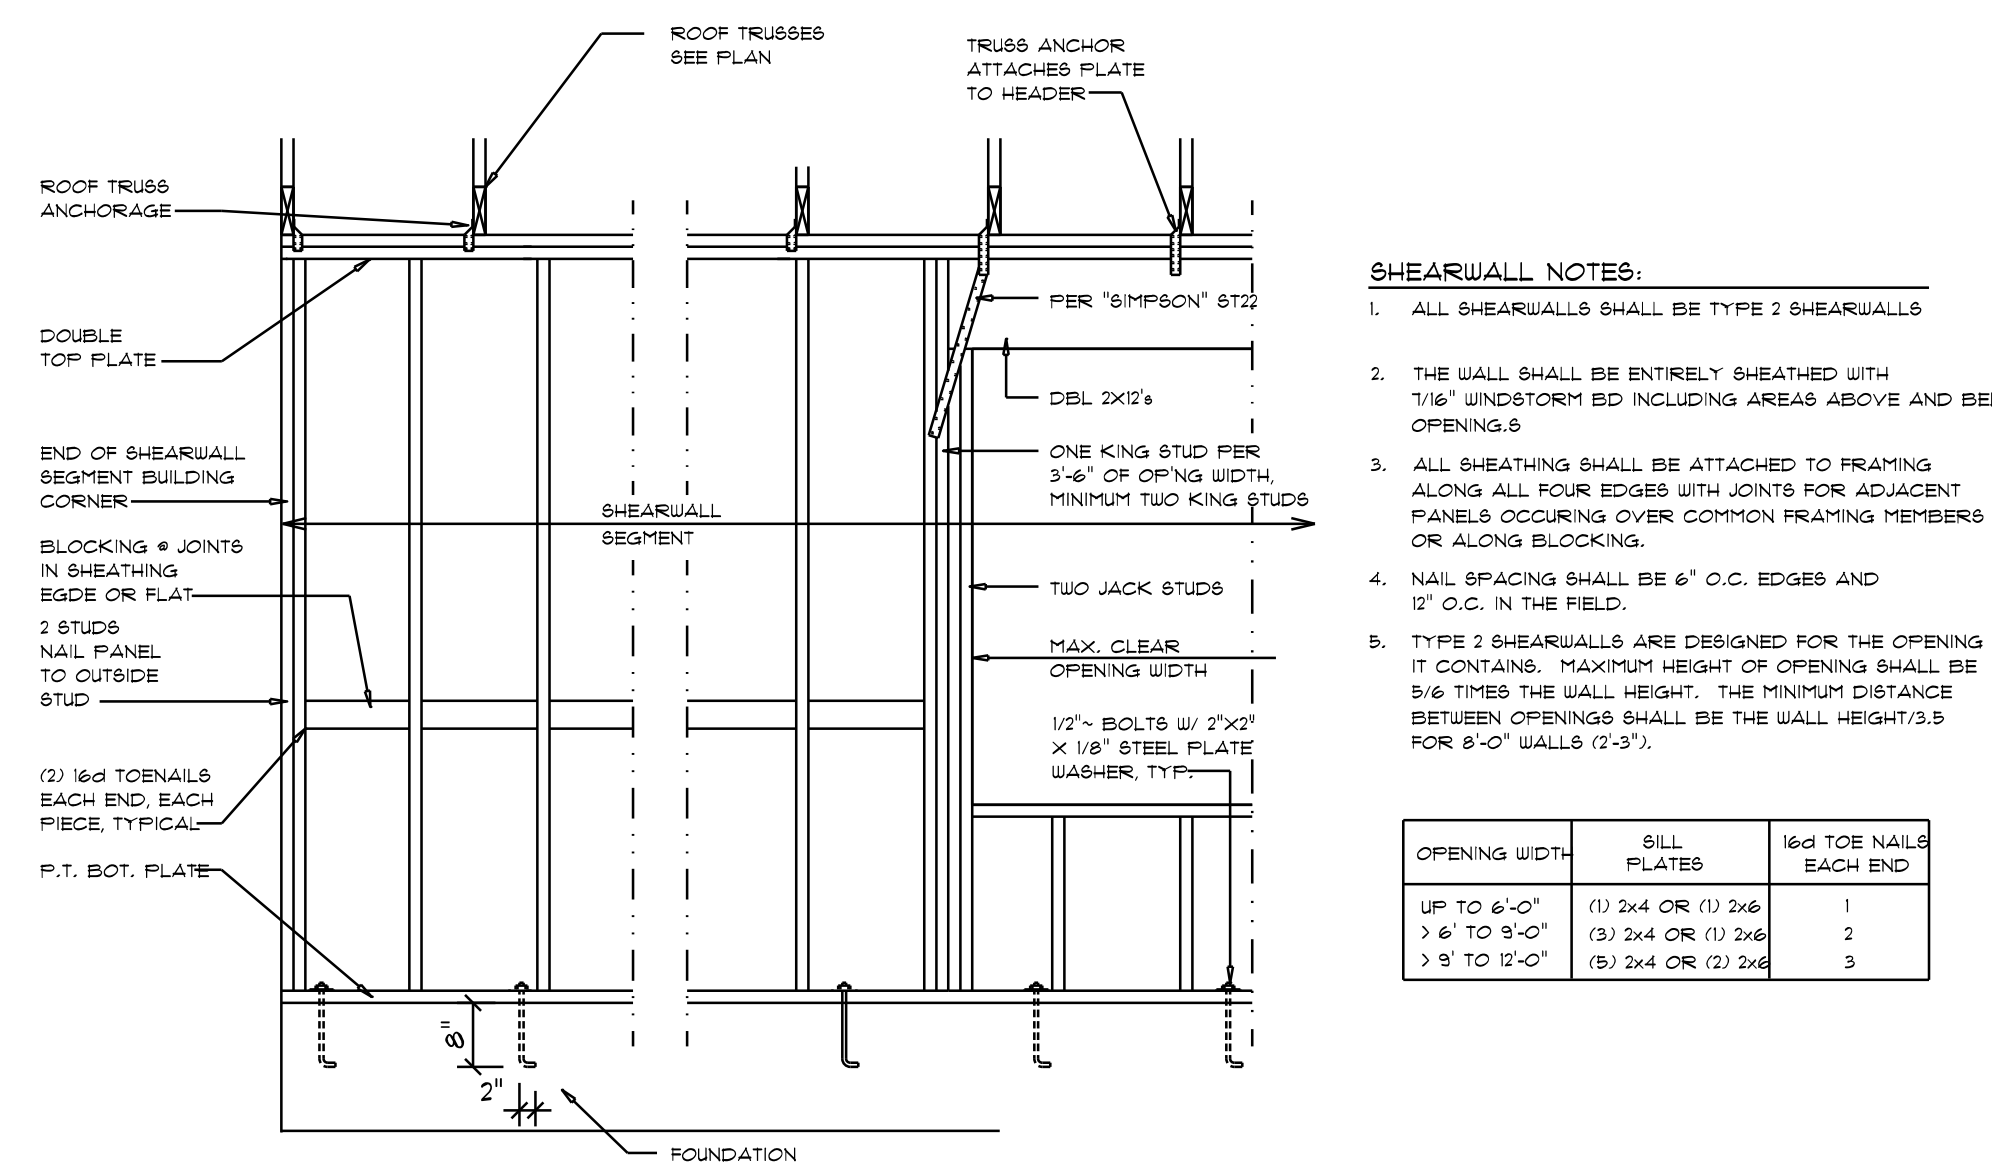 ROOF TRUSSES
SEE PLAN
TRUSS ANCHOR
ATTACHES PLATE
TO HEADER
ROOF TRUSS
ANCHORAGE
DOUBLE
TOP PLATE
END OF SHEARWALL
SEGMENT BUILDING
CORNER
BLOCKING @ JOINTS
IN SHEATHING
EGDE OR FLAT
2 STUDS
NAIL PANEL
TO OUTSIDE
STUD
(2) 16d TOENAILS
EACH END, EACH
PIECE, TYPICAL
P.T. BOT. PLATE
SHEARWALL
SEGMENT
PER "SIMPSON" ST22
DBL 2X12's
ONE KING STUD PER
3'-6" OF OP'NG WIDTH,
MINIMUM TWO KING STUDS
TWO JACK STUDS
MAX. CLEAR
OPENING WIDTH
1/2"~ BOLTS W/ 2"X2"
X 1/8" STEEL PLATE
WASHER, TYP.
8"
2"
FOUNDATION
SHEARWALL NOTES:
1. ALL SHEARWALLS SHALL BE TYPE 2 SHEARWALLS
2. THE WALL SHALL BE ENTIRELY SHEATHED WITH
7/16" WINDSTORM BD INCLUDING AREAS ABOVE AND
OPENING.S
3. ALL SHEATHING SHALL BE ATTACHED TO FRAMING
ALONG ALL FOUR EDGES WITH JOINTS FOR ADJACENT
PANELS OCCURING OVER COMMON FRAMING MEMBERS
OR ALONG BLOCKING.
4. NAIL SPACING SHALL BE 6" O.C. EDGES AND
12" O.C. IN THE FIELD.
5. TYPE 2 SHEARWALLS ARE DESIGNED FOR THE OPENING
IT CONTAINS. MAXIMUM HEIGHT OF OPENING SHALL BE
5/6 TIMES THE WALL HEIGHT. THE MINIMUM DISTANCE
BETWEEN OPENINGS SHALL BE THE WALL HEIGHT/3.5
FOR 8'-0" WALLS (2'-3").
OPENING WIDTH
SILL
PLATES
16d TOE NAILS
EACH END
UP TO 6'-0" (1) 2x4 OR (1) 2x6 1
> 6' TO 9'-0" (3) 2x4 OR (1) 2x6 2
> 9' TO 12'-0" (5) 2x4 OR (2) 2x6 3